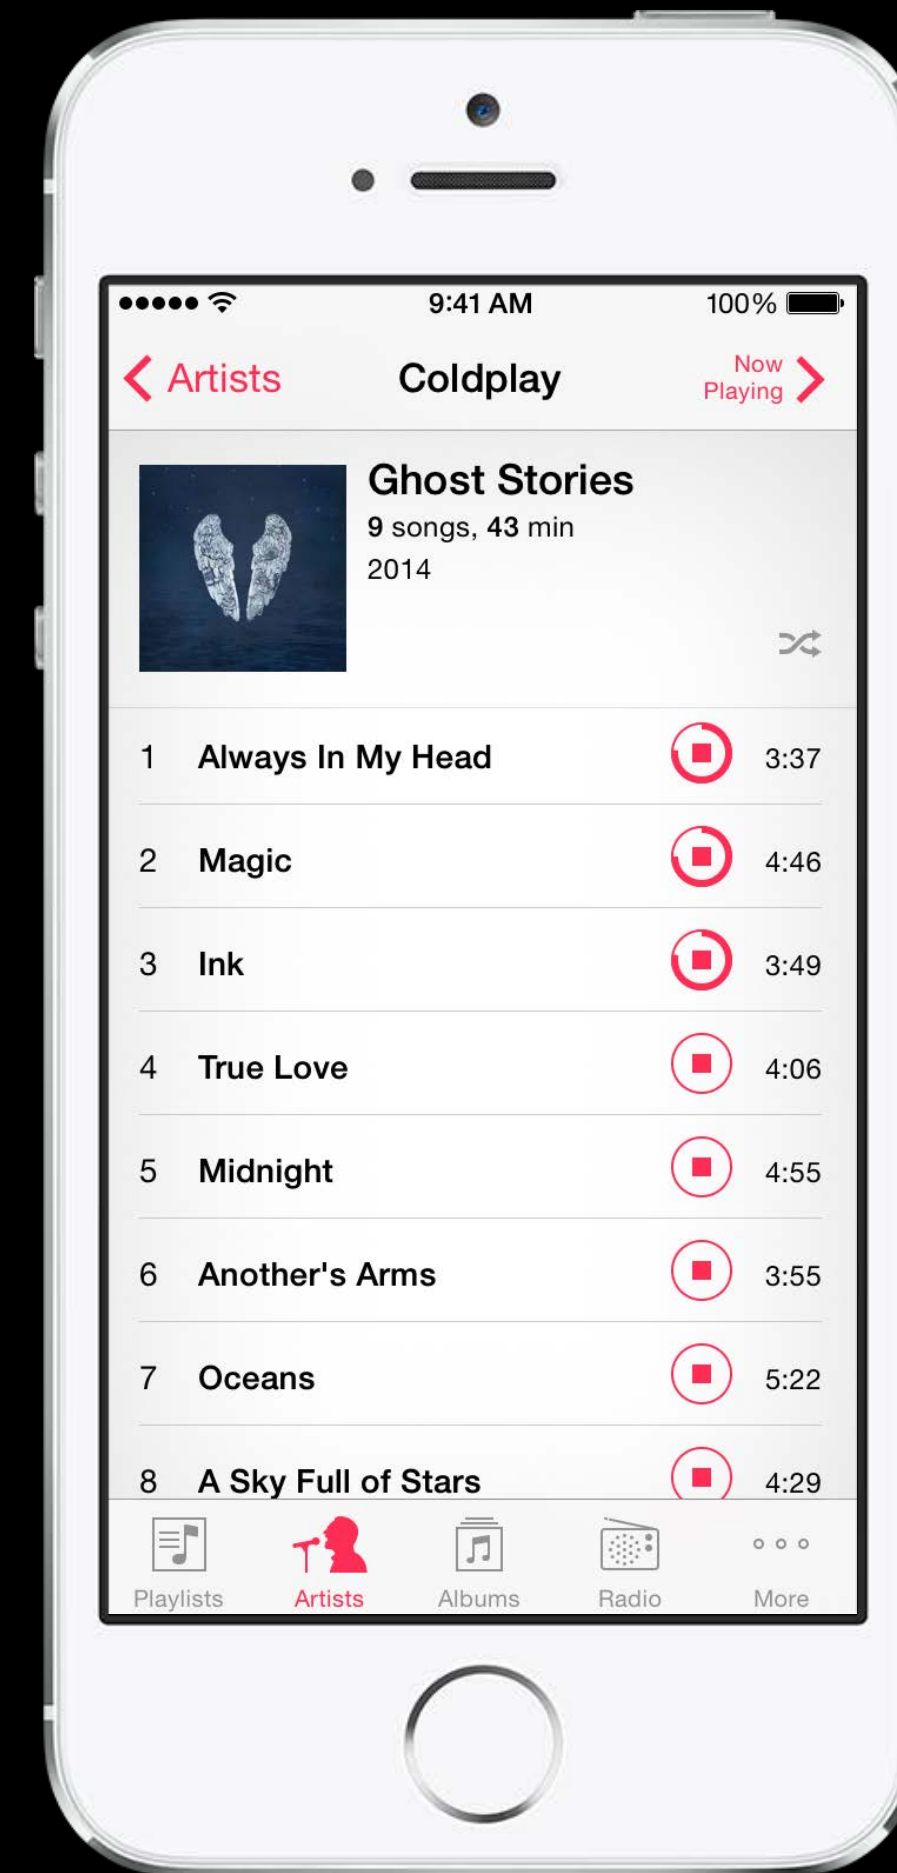 9:41 AM 100%
Artists Coldplay Now Playing
Ghost Stories
9 songs, 43 min
2014
1 Always In My Head 3:37
2 Magic 4:46
3 Ink 3:49
4 True Love 4:06
5 Midnight 4:55
6 Another's Arms 3:55
7 Oceans 5:22
8 A Sky Full of Stars 4:29
Playlists Artists Albums Radio More